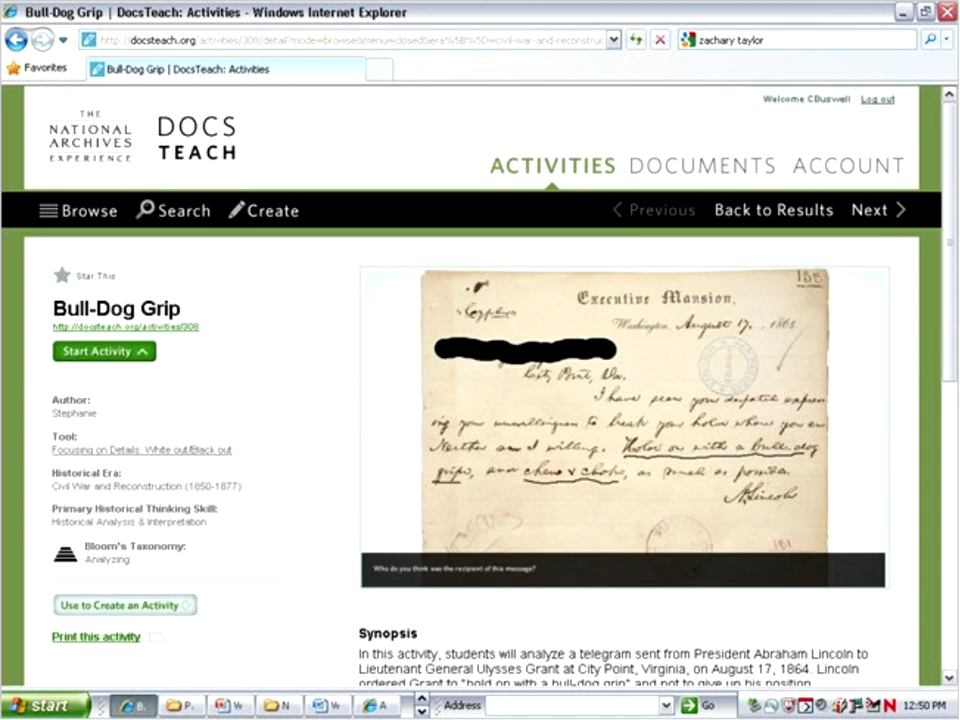 Bull-Dog Grip | DocsTeach: Activities - Windows Internet Explorer
zachary taylor
Favorites
Bull-Dog Grip | DocsTeach: Activities
Welcome CBuswell Log out
THE
NATIONAL
ARCHIVES
EXPERIENCE
DOCS
TEACH
ACTIVITIES DOCUMENTS ACCOUNT
Browse Search Create
Previous Back to Results Next
Star This
Bull-Dog Grip
http://docsteach.org/activities/308
Start Activity
Author:
Stephanie
Tool:
Focusing on Details: White out/Black out
Historical Era:
Civil War and Reconstruction (1850-1877)
Primary Historical Thinking Skill:
Historical Analysis & Interpretation
Bloom's Taxonomy:
Analyzing
Use to Create an Activity
Print this activity
158
"Cypher"
Executive Mansion,
Washington, August 17, 1864
City Point, Va.
I have seen your despatch express
ing your unwillingness to break your hold where you are
Neither am I willing. Hold on with a bull-dog
gripe, and chew & choke, as much as possible
A. Lincoln
Who do you think was the recipient of this message?
Synopsis
In this activity, students will analyze a telegram sent from President Abraham Lincoln to
Lieutenant General Ulysses Grant at City Point, Virginia, on August 17, 1864. Lincoln
ordered Grant to "hold on with a bull-dog grip" and not to give up his position
start B. P. W N W A Address Go 12:50 PM